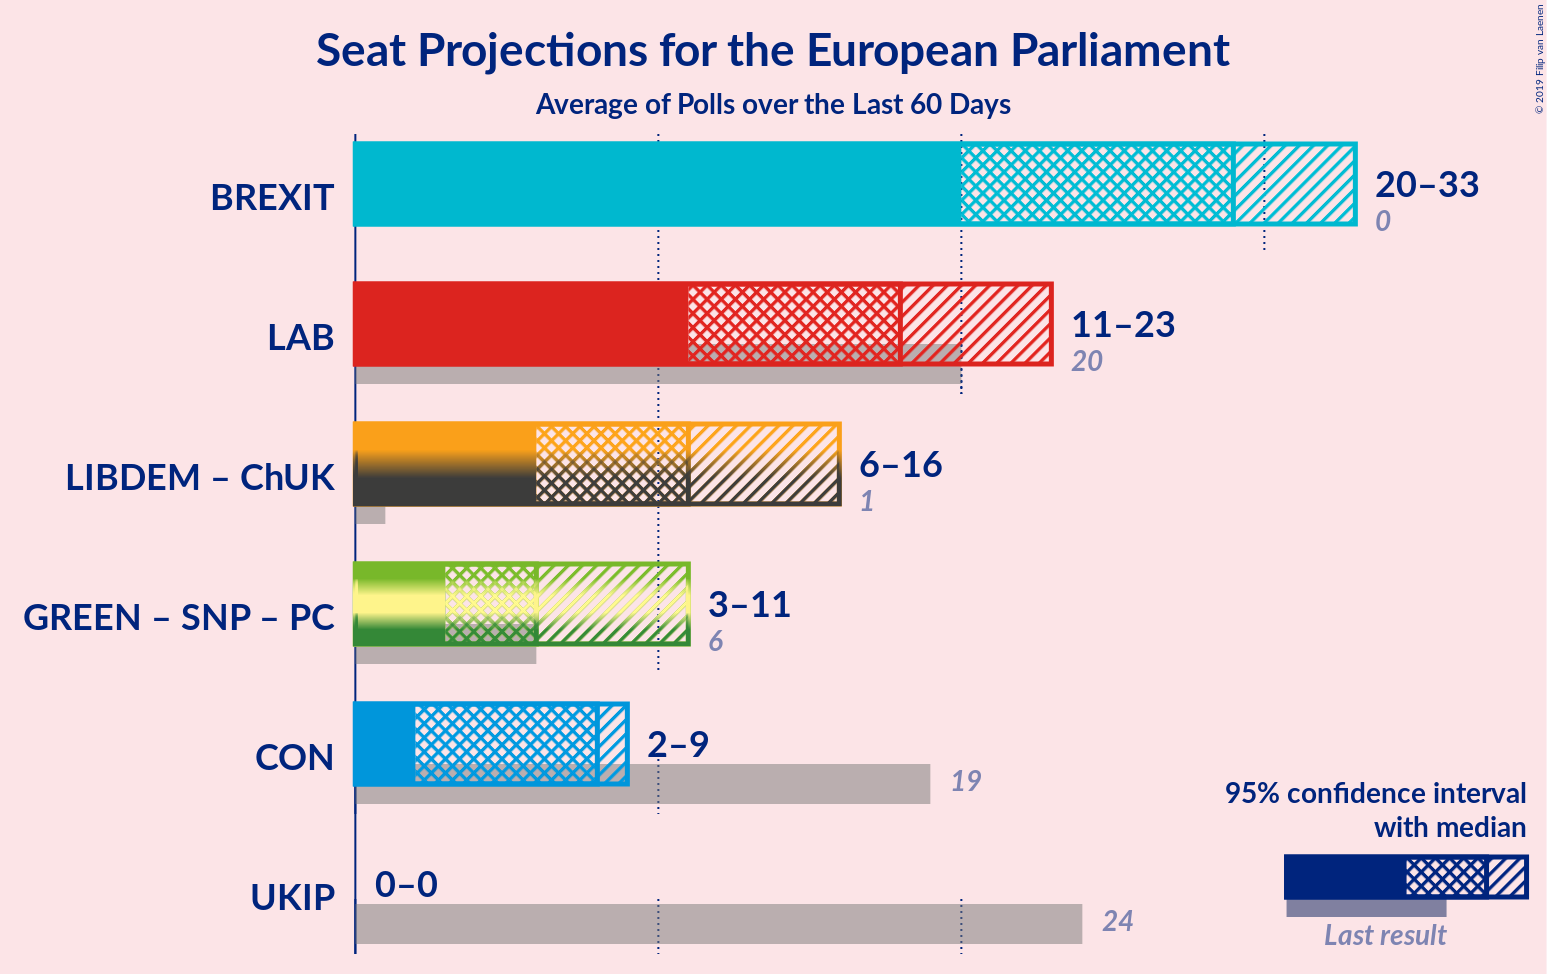 Seat Projections for the European Parliament
Average of Polls over the Last 60 Days
© 2019 Filip van Laenen
BREXIT
20–33
0
LAB
11–23
20
LIBDEM – ChUK
6–16
1
GREEN – SNP – PC
3–11
6
CON
2–9
19
UKIP
0–0
24
95% confidence interval
with median
Last result